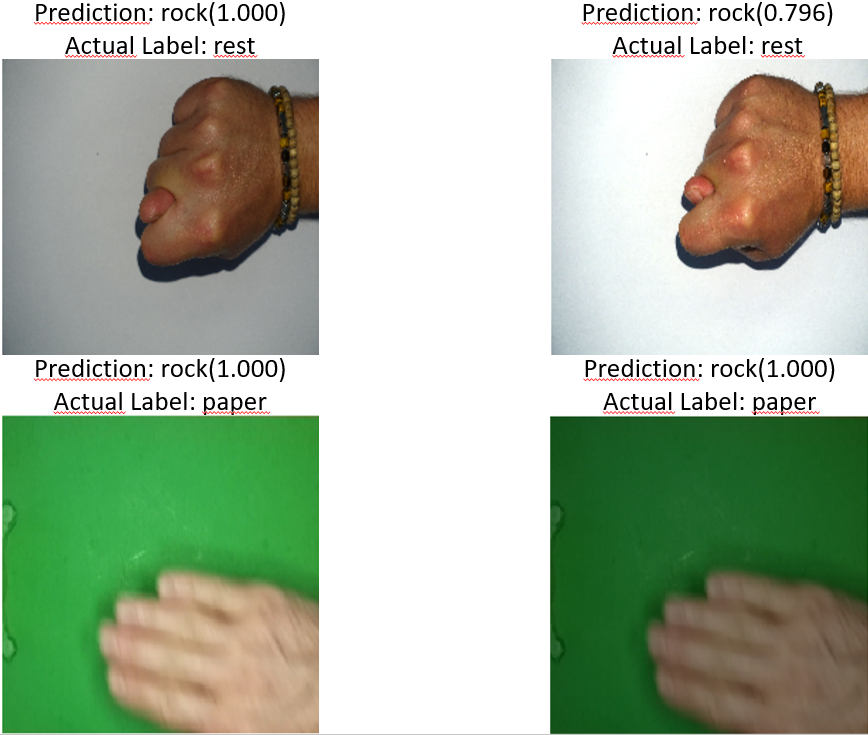 Prediction: rock(1.000)
Actual Label: rest
Prediction: rock(0.796)
Actual Label: rest
Prediction: rock(1.000)
Actual Label: paper
Prediction: rock(1.000)
Actual Label: paper